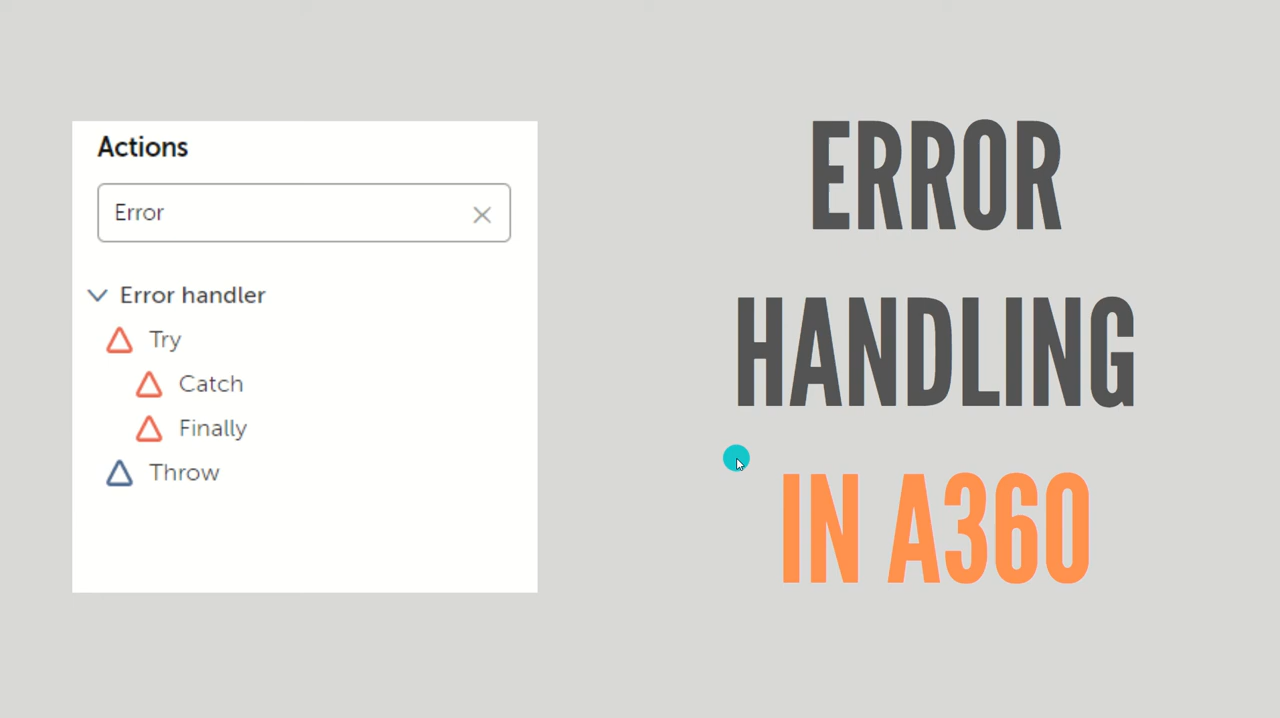 Actions
Error
Error handler
Try
Catch
Finally
Throw
ERROR
HANDLING
IN A360